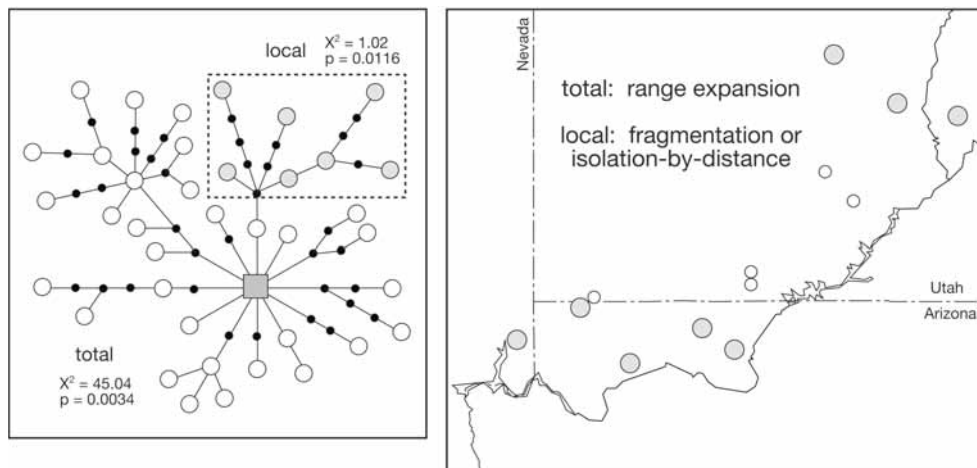 local
X² = 1.02
p = 0.0116
total
X² = 45.04
p = 0.0034
Nevada
total: range expansion
local: fragmentation or
isolation-by-distance
Utah
Arizona